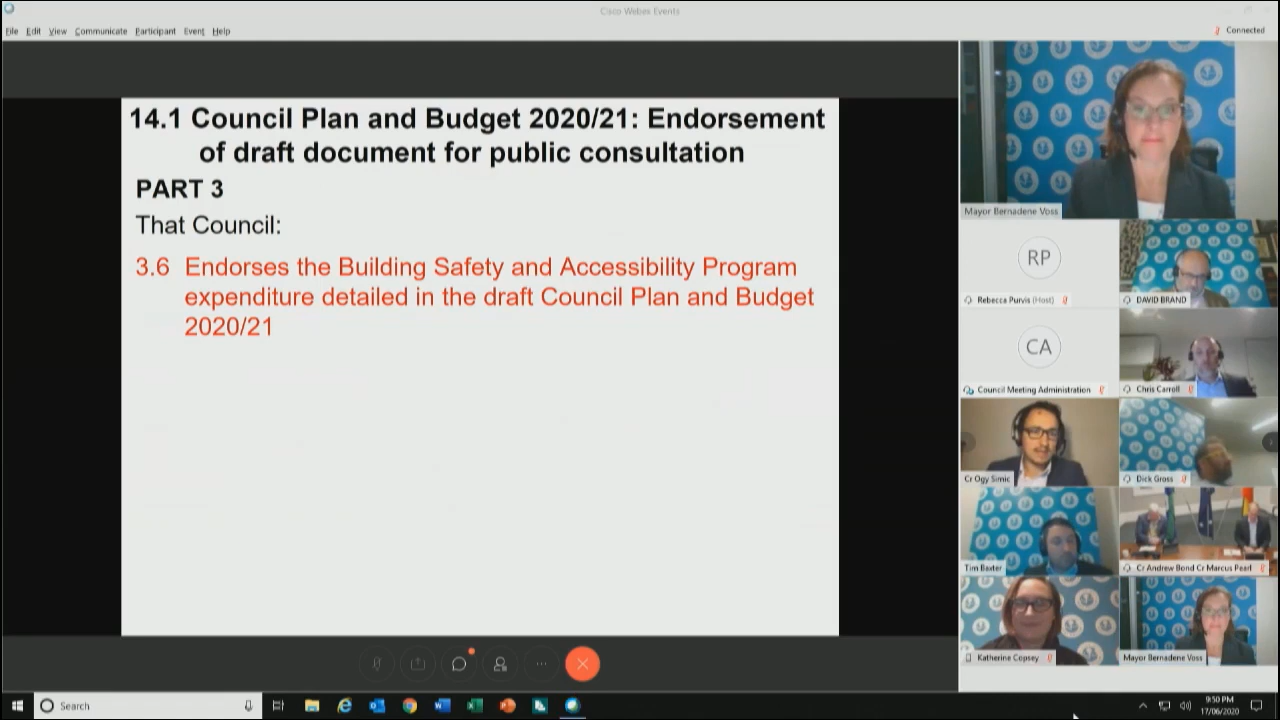 Cisco Webex Events
File Edit View Communicate Participant Event Help
Connected
14.1 Council Plan and Budget 2020/21: Endorsement
of draft document for public consultation
PART 3
That Council:
3.6 Endorses the Building Safety and Accessibility Program
expenditure detailed in the draft Council Plan and Budget
2020/21
Mayor Bernadene Voss
RP
Rebecca Purvis (Host)
DAVID BRAND
CA
Council Meeting Administration
Chris Carroll
Cr Ogy Simic
Dick Gross
Tim Baxter
Cr Andrew Bond Cr Marcus Pearl
Katherine Copsey
Mayor Bernadene Voss
Search
9:50 PM
17/06/2020